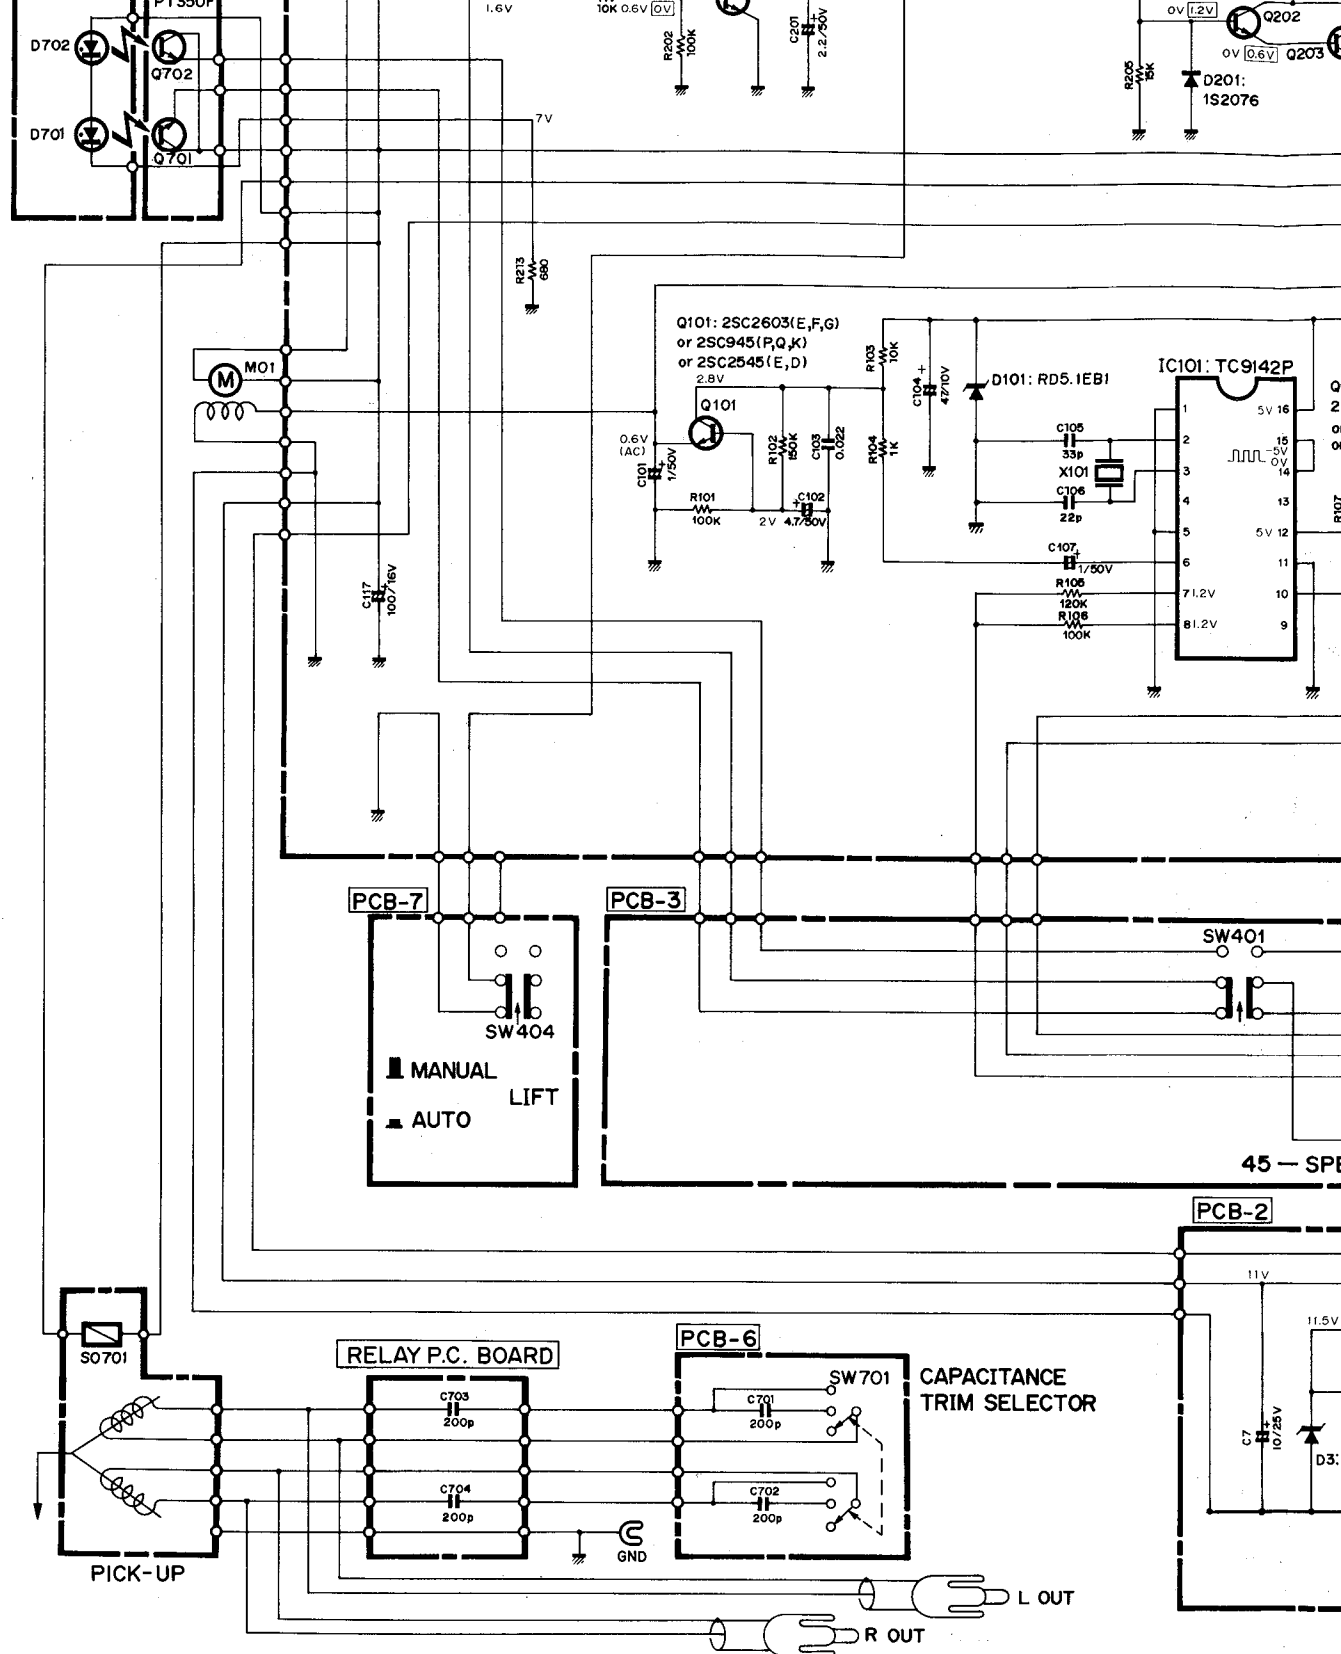 PT350F
1.6V
10K 0.6V 0V
R202
100K
C201
2.2/50V
0V 1.2V
Q202
0V 0.6V Q203
R205
15K
D201:
1S2076
D702
Q702
D701
Q701
7V
R213
680
M
M01
Q101: 2SC2603(E,F,G)
or 2SC945(P,Q,K)
or 2SC2545(E,D)
2.8V
Q101
0.6V
(AC)
C101
1/50V
R101
100K
2V
R102
150K
C103
0.022
C102
4.7/50V
R103
10K
R104
1K
C104
47/10V
D101: RD5.1EB1
IC101: TC9142P
C105
33p
X101
C106
22p
C107
1/50V
R105
120K
R106
100K
1
5V 16
2
15
5V
0V
3
14
4
13
5
5V 12
6
11
7 1.2V
10
8 1.2V
9
Q
2
R107
C117
100/16V
PCB-7
SW404
MANUAL
LIFT
AUTO
PCB-3
SW401
45 — SPE
PCB-2
11V
11.5V
C7
10/25V
D3
S0701
PICK-UP
RELAY P.C. BOARD
C703
200p
C704
200p
GND
PCB-6
SW701
C701
200p
C702
200p
CAPACITANCE
TRIM SELECTOR
L OUT
R OUT